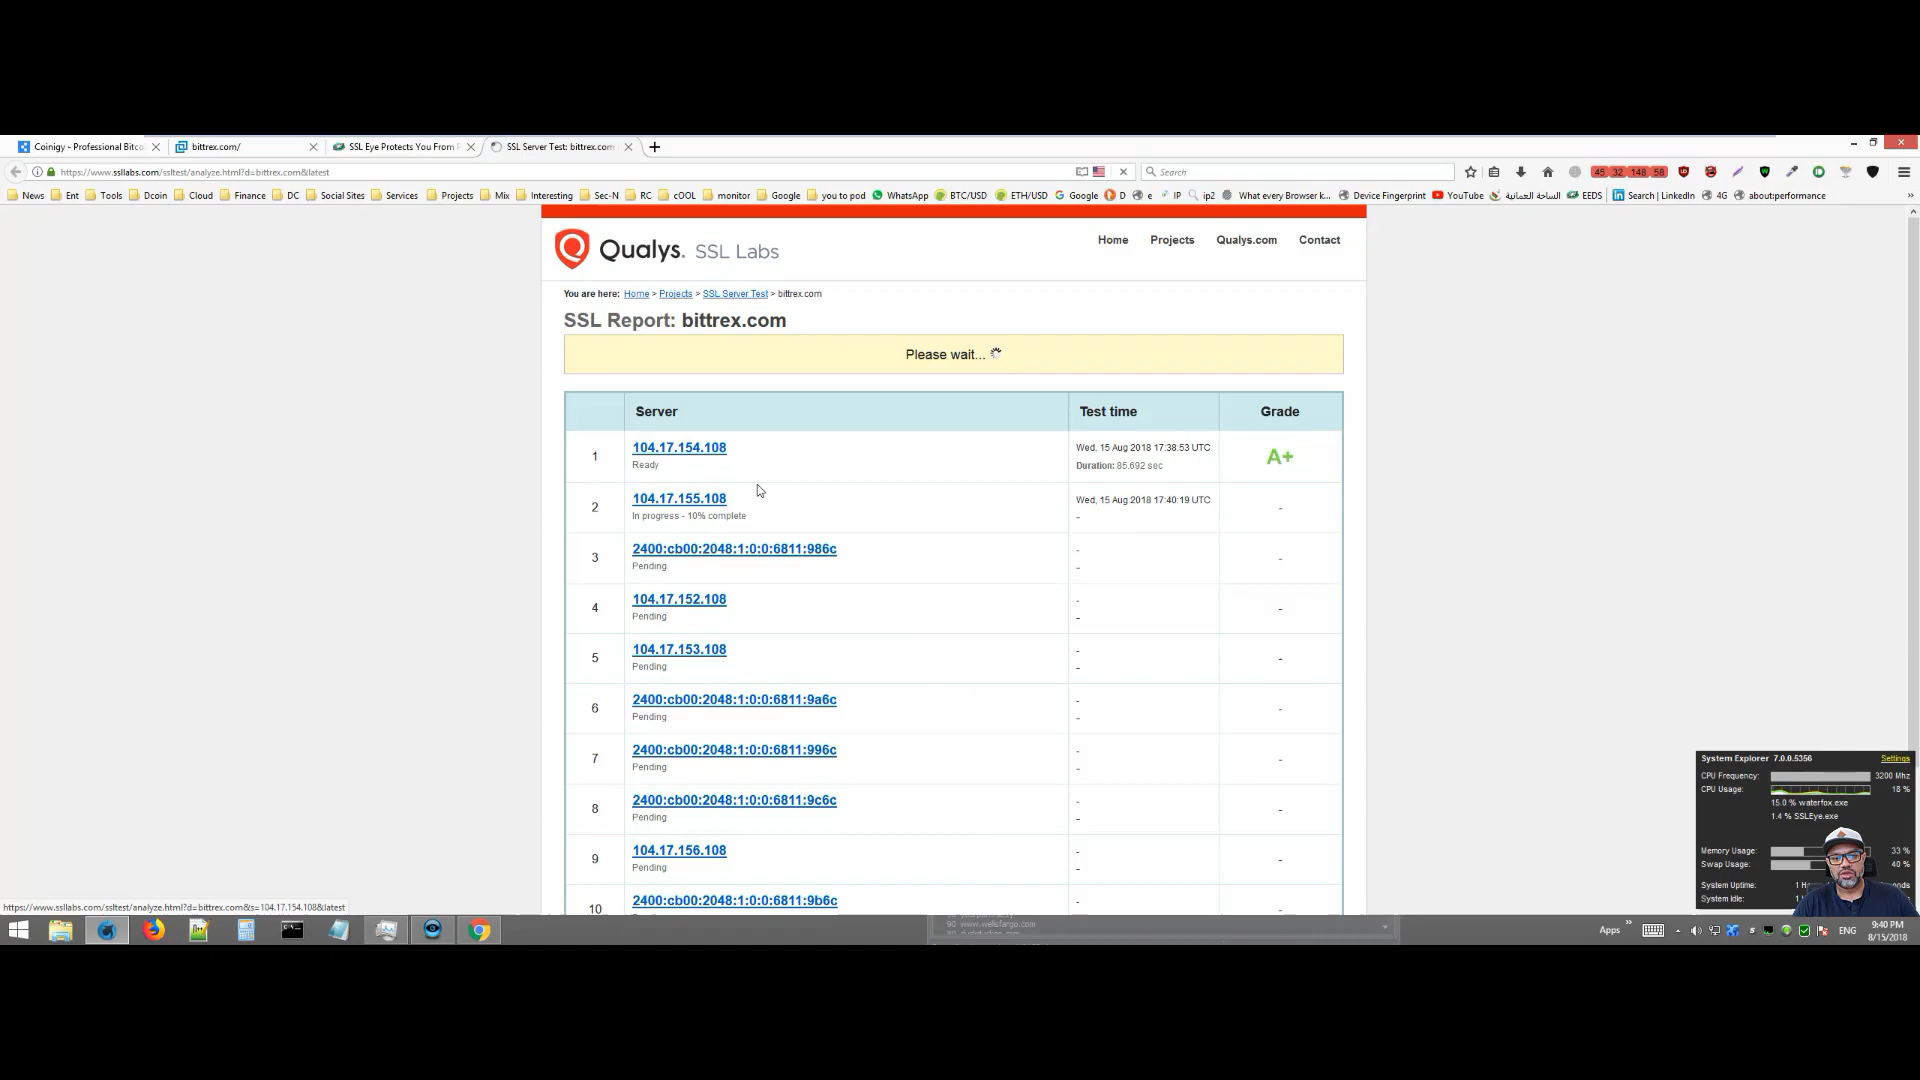 Coinigy - Professional Bitco
bittrex.com/
SSL Eye Protects You From
SSL Server Test: bittrex.com
https://www.ssllabs.com/ssltest/analyze.html?d=bittrex.com&latest
Search
45 32 148 58
News Ent Tools Dcoin Cloud Finance DC Social Sites Services Projects Mix Interesting Sec-N RC cOOL monitor Google you to pod WhatsApp BTC/USD ETH/USD Google D e IP ip2 What every Browser k... Device Fingerprint YouTube الساحة العمانية EEDS Search | LinkedIn 4G about:performance
Qualys. SSL Labs
Home Projects Qualys.com Contact
You are here: Home > Projects > SSL Server Test > bittrex.com
SSL Report: bittrex.com
Please wait...
Server Test time Grade
1 104.17.154.108 Wed, 15 Aug 2018 17:38:53 UTC A+
Ready Duration: 85.692 sec
2 104.17.155.108 Wed, 15 Aug 2018 17:40:19 UTC -
In progress - 10% complete -
3 2400:cb00:2048:1:0:0:6811:986c - -
Pending -
4 104.17.152.108 - -
Pending -
5 104.17.153.108 - -
Pending -
6 2400:cb00:2048:1:0:0:6811:9a6c - -
Pending -
7 2400:cb00:2048:1:0:0:6811:996c - -
Pending -
8 2400:cb00:2048:1:0:0:6811:9c6c - -
Pending -
9 104.17.156.108 - -
Pending -
10 2400:cb00:2048:1:0:0:6811:9b6c - -
System Explorer 7.0.0.5356 Settings
CPU Frequency: 3200 Mhz
CPU Usage: 18 %
15.0 % waterfox.exe
1.4 % SSLEye.exe
Memory Usage: 33 %
Swap Usage: 40 %
System Uptime:
System Idle:
https://www.ssllabs.com/ssltest/analyze.html?d=bittrex.com&s=104.17.154.108&latest
90 www.wellsfargo.com
Apps
ENG
9:40 PM
8/15/2018